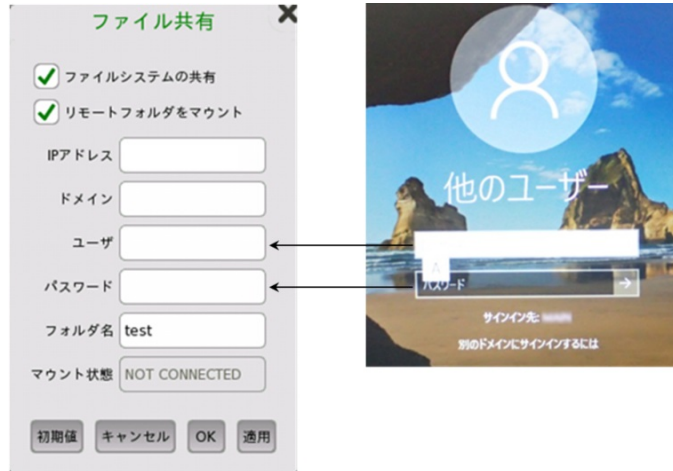 ファイル共有
ファイルシステムの共有
リモートフォルダをマウント
IPアドレス
ドメイン
ユーザ
パスワード
フォルダ名 test
マウント状態 NOT CONNECTED
初期値 キャンセル OK 適用
他のユーザー
A
パスワード
サインイン先:
別のドメインにサインインするには